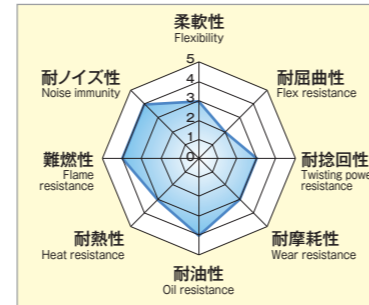 柔軟性
Flexibility
耐ノイズ性
Noise immunity
耐屈曲性
Flex resistance
5
4
3
2
1
0
難燃性
Flame
resistance
耐捻回性
Twisting powe
resistance
耐熱性
Heat resistance
耐摩耗性
Wear resistance
耐油性
Oil resistance